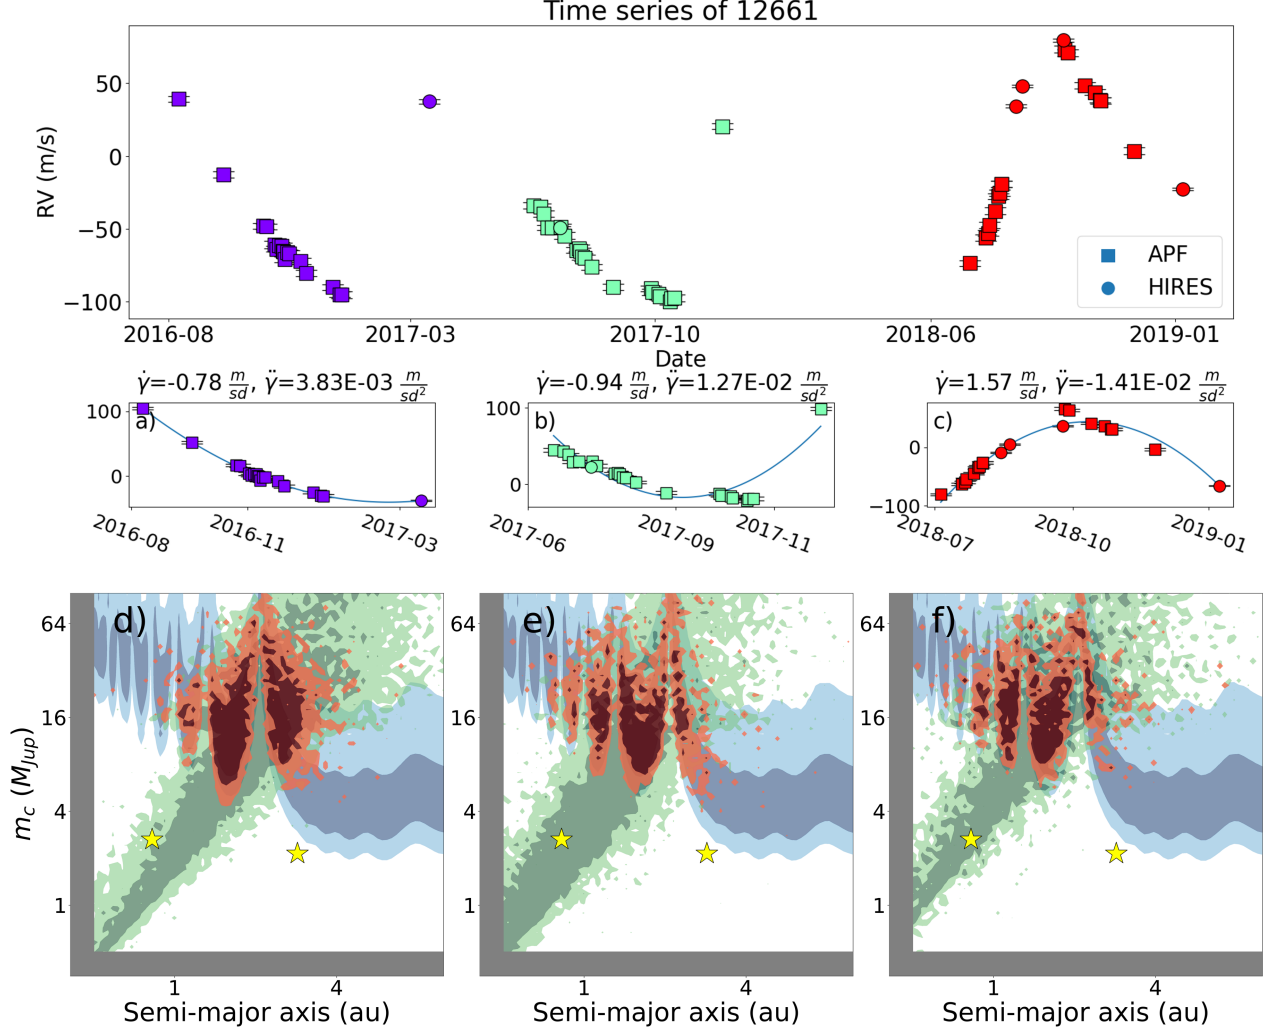 Time series of 12661
50
0
−50
−100
RV (m/s)
APF
HIRES
2016-08
2017-03
2017-10
2018-06
2019-01
Date
γ̇=-0.78 m/sd, γ̈=3.83E-03 m/sd²
γ̇=-0.94 m/sd, γ̈=1.27E-02 m/sd²
γ̇=1.57 m/sd, γ̈=-1.41E-02 m/sd²
100
0
a)
2016-08
2016-11
2017-03
100
0
b)
2017-06
2017-09
2017-11
0
−100
c)
2018-07
2018-10
2019-01
m_c (M_Jup)
64
16
4
1
d)
1
4
Semi-major axis (au)
64
16
4
1
e)
1
4
Semi-major axis (au)
64
16
4
1
f)
1
4
Semi-major axis (au)